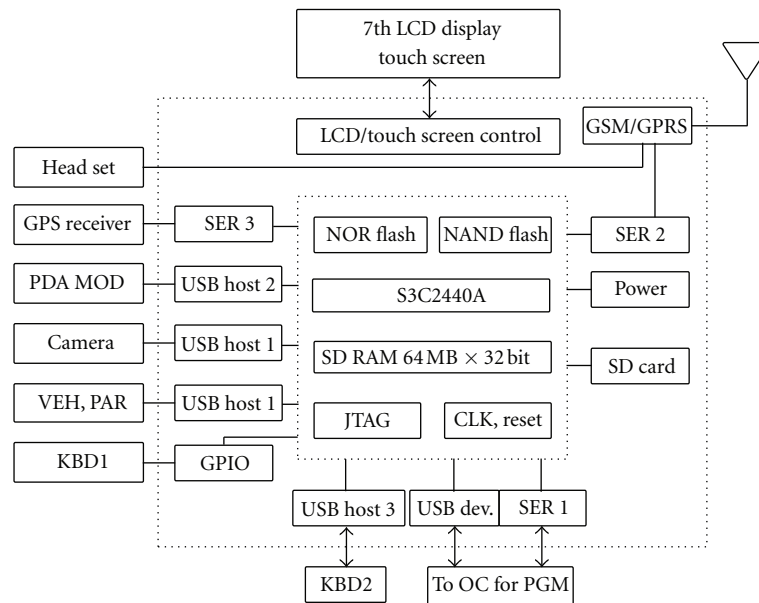 7th LCD display
touch screen
LCD/touch screen control
GSM/GPRS
Head set
GPS receiver
SER 3
NOR flash
NAND flash
SER 2
PDA MOD
USB host 2
S3C2440A
Power
Camera
USB host 1
SD RAM 64 MB × 32 bit
SD card
VEH, PAR
USB host 1
JTAG
CLK, reset
KBD1
GPIO
USB host 3
USB dev.
SER 1
KBD2
To OC for PGM